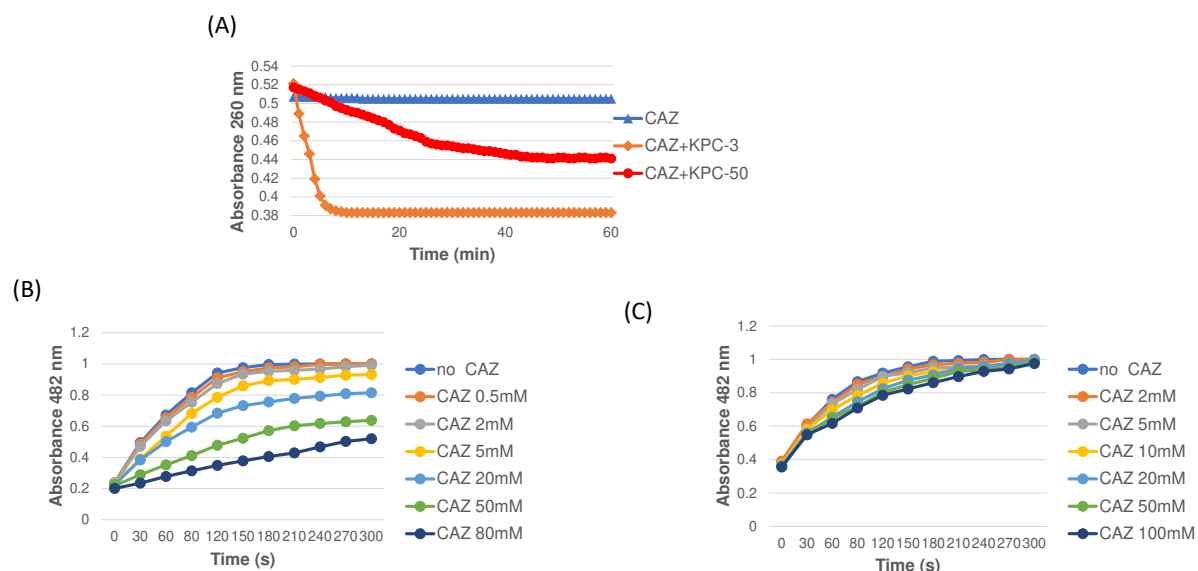 (A)
Absorbance 260 nm
0.54
0.52
0.5
0.48
0.46
0.44
0.42
0.4
0.38
0
20
40
60
Time (min)
CAZ
CAZ+KPC-3
CAZ+KPC-50
(B)
Absorbance 482 nm
1.2
1
0.8
0.6
0.4
0.2
0
0 30 60 80 120 150 180 210 240 270 300
Time (s)
no CAZ
CAZ 0.5mM
CAZ 2mM
CAZ 5mM
CAZ 20mM
CAZ 50mM
CAZ 80mM
(C)
Absorbance 482 nm
1.2
1
0.8
0.6
0.4
0.2
0
0 30 60 80 120 150 180 210 240 270 300
Time (s)
no CAZ
CAZ 2mM
CAZ 5mM
CAZ 10mM
CAZ 20mM
CAZ 50mM
CAZ 100mM